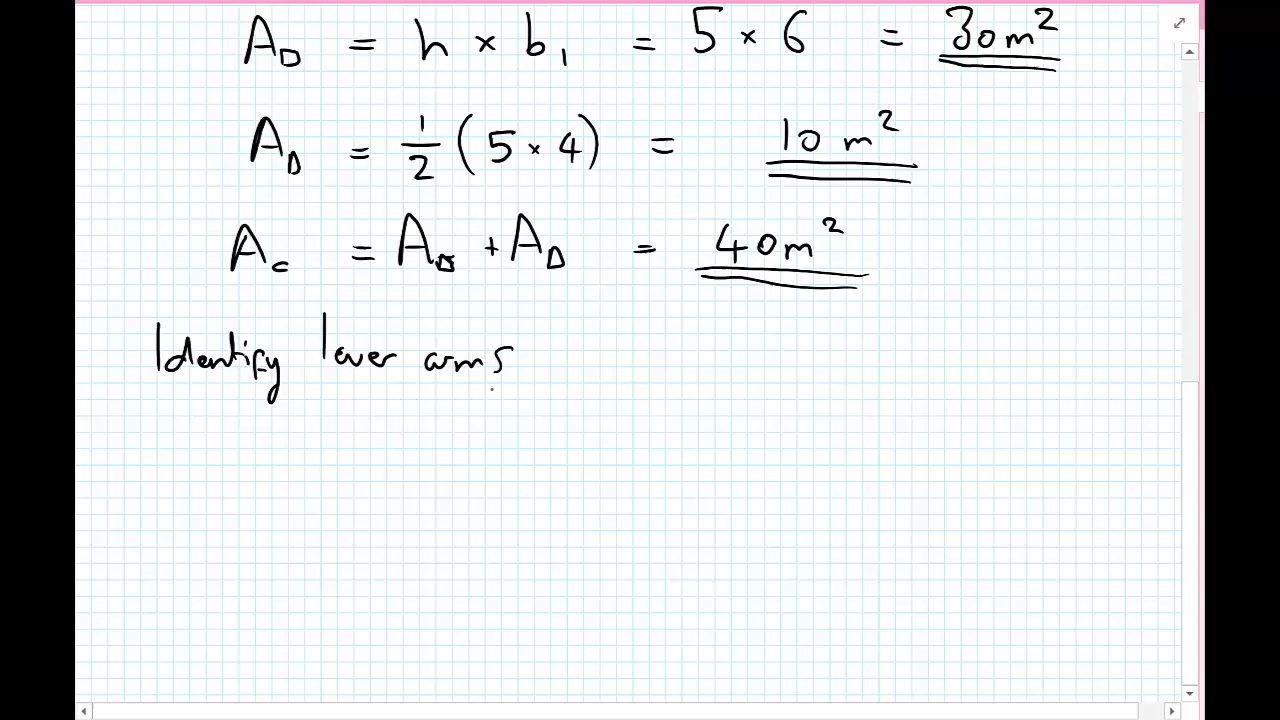 A□ = h × b₁ = 5 × 6 = 30m²
A▷ = 1/2 (5 × 4) = 10 m²
Ac = A□ + A▷ = 40m²
Identify lever arms